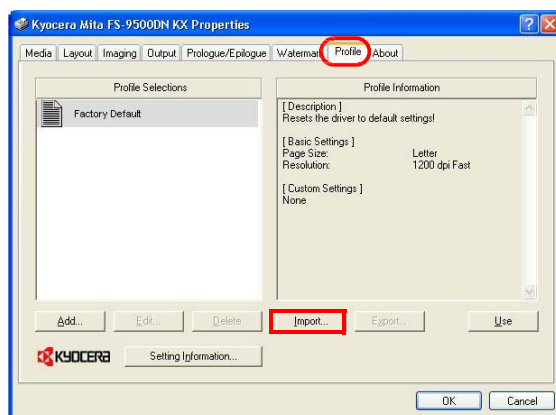 Kyocera Mita FS-9500DN KX Properties
Media Layout Imaging Output Prologue/Epilogue Watermark Profile About
Profile Selections
Factory Default
Profile Information
[ Description ]
Resets the driver to default settings!
[ Basic Settings ]
Page Size: Letter
Resolution: 1200 dpi Fast
[ Custom Settings ]
None
Add... Edit... Delete Import... Export... Use
KYOCERA Setting Information...
OK Cancel